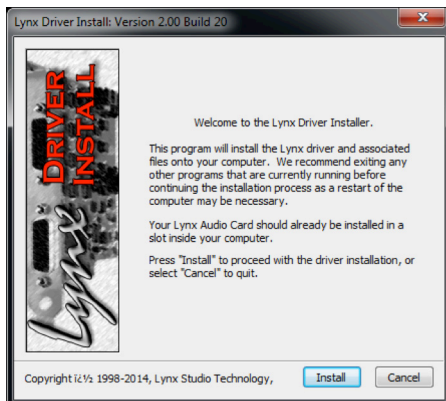 Lynx Driver Install: Version 2.00 Build 20
DRIVER
INSTALL
Lynx
Welcome to the Lynx Driver Installer.
This program will install the Lynx driver and associated
files onto your computer.  We recommend exiting any
other programs that are currently running before
continuing the installation process as a restart of the
computer may be necessary.
Your Lynx Audio Card should already be installed in a
slot inside your computer.
Press "Install" to proceed with the driver installation, or
select "Cancel" to quit.
Copyright ï¿½ 1998-2014, Lynx Studio Technology,
Install
Cancel